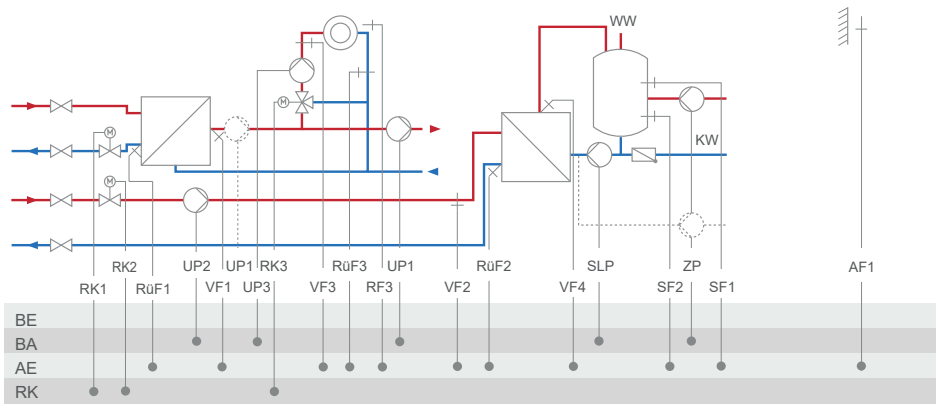 WW
M
KW
M
M
RK2 UP2 UP1 RK3 RüF3 UP1 RüF2 SLP ZP AF1
RK1 RüF1 VF1 UP3 VF3 RF3 VF2 VF4 SF2 SF1
BE
BA
AE
RK